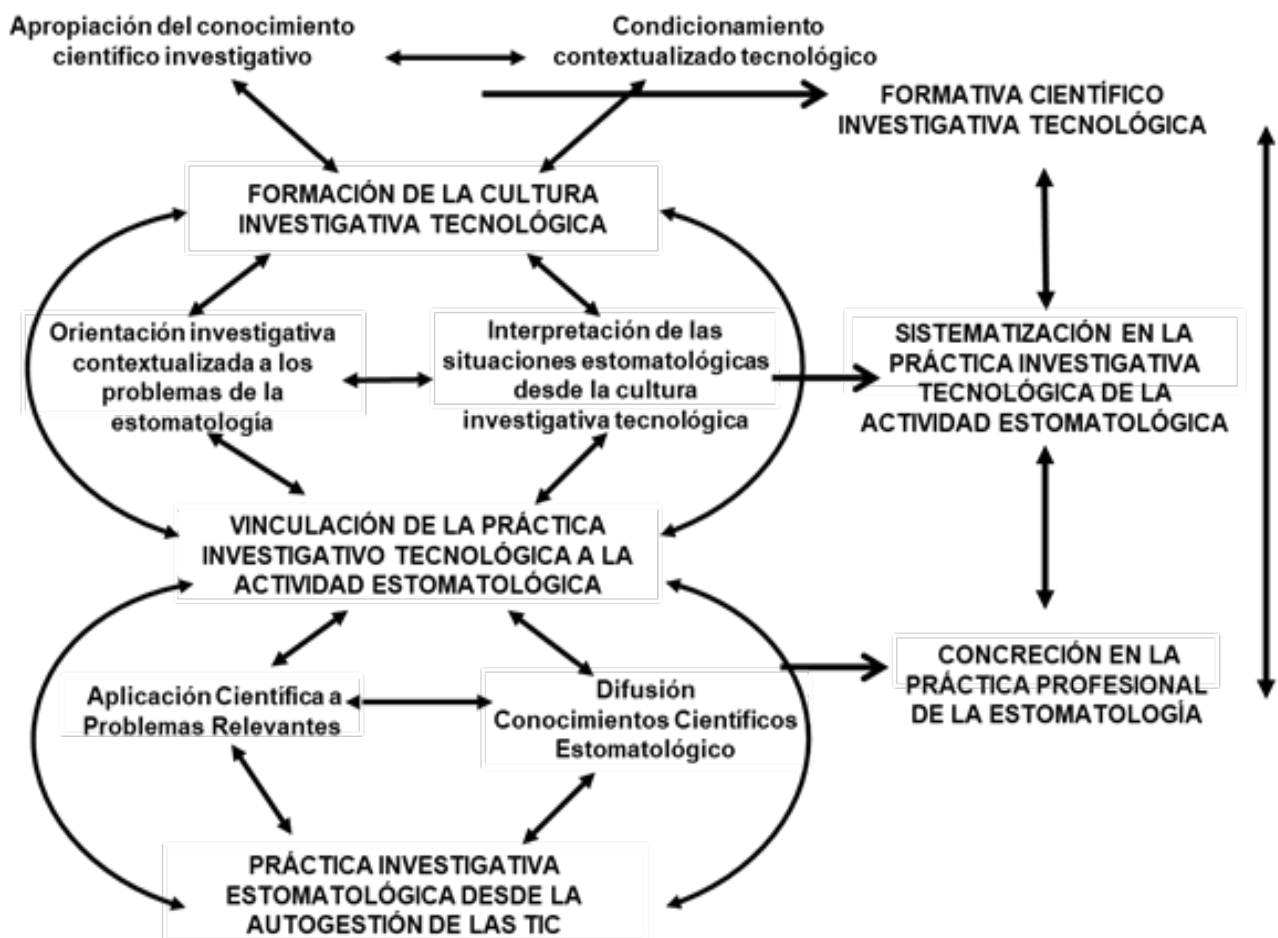 Apropiación del conocimiento
científico investigativo
Condicionamiento
contextualizado tecnológico
FORMATIVA CIENTÍFICO
INVESTIGATIVA TECNOLÓGICA
FORMACIÓN DE LA CULTURA
INVESTIGATIVA TECNOLÓGICA
Orientación investigativa
contextualizada a los
problemas de la
estomatología
Interpretación de las
situaciones estomatológicas
desde la cultura
investigativa tecnológica
SISTEMATIZACIÓN EN LA
PRÁCTICA INVESTIGATIVA
TECNOLÓGICA DE LA
ACTIVIDAD ESTOMATOLÓGICA
VINCULACIÓN DE LA PRÁCTICA
INVESTIGATIVO TECNOLÓGICA A LA
ACTIVIDAD ESTOMATOLÓGICA
Aplicación Científica a
Problemas Relevantes
Difusión
Conocimientos Científicos
Estomatológico
CONCRECIÓN EN LA
PRÁCTICA PROFESIONAL
DE LA ESTOMATOLOGÍA
PRÁCTICA INVESTIGATIVA
ESTOMATOLÓGICA DESDE LA
AUTOGESTIÓN DE LAS TIC